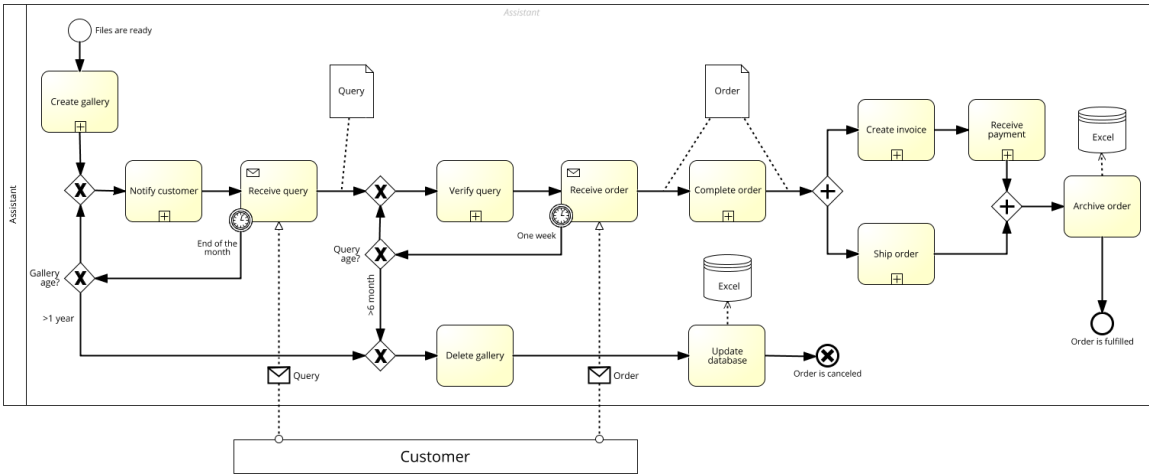 Assistant
Assistant
Files are ready
Create gallery
Query
Order
Create invoice
Receive
payment
Excel
Notify customer
Receive query
Verify query
Receive order
Complete order
Archive order
End of the
month
Query
age?
One week
Ship order
Gallery
age?
>1 year
>6 month
Excel
Delete gallery
Update
database
Order is canceled
Order is fulfilled
Query
Order
Customer